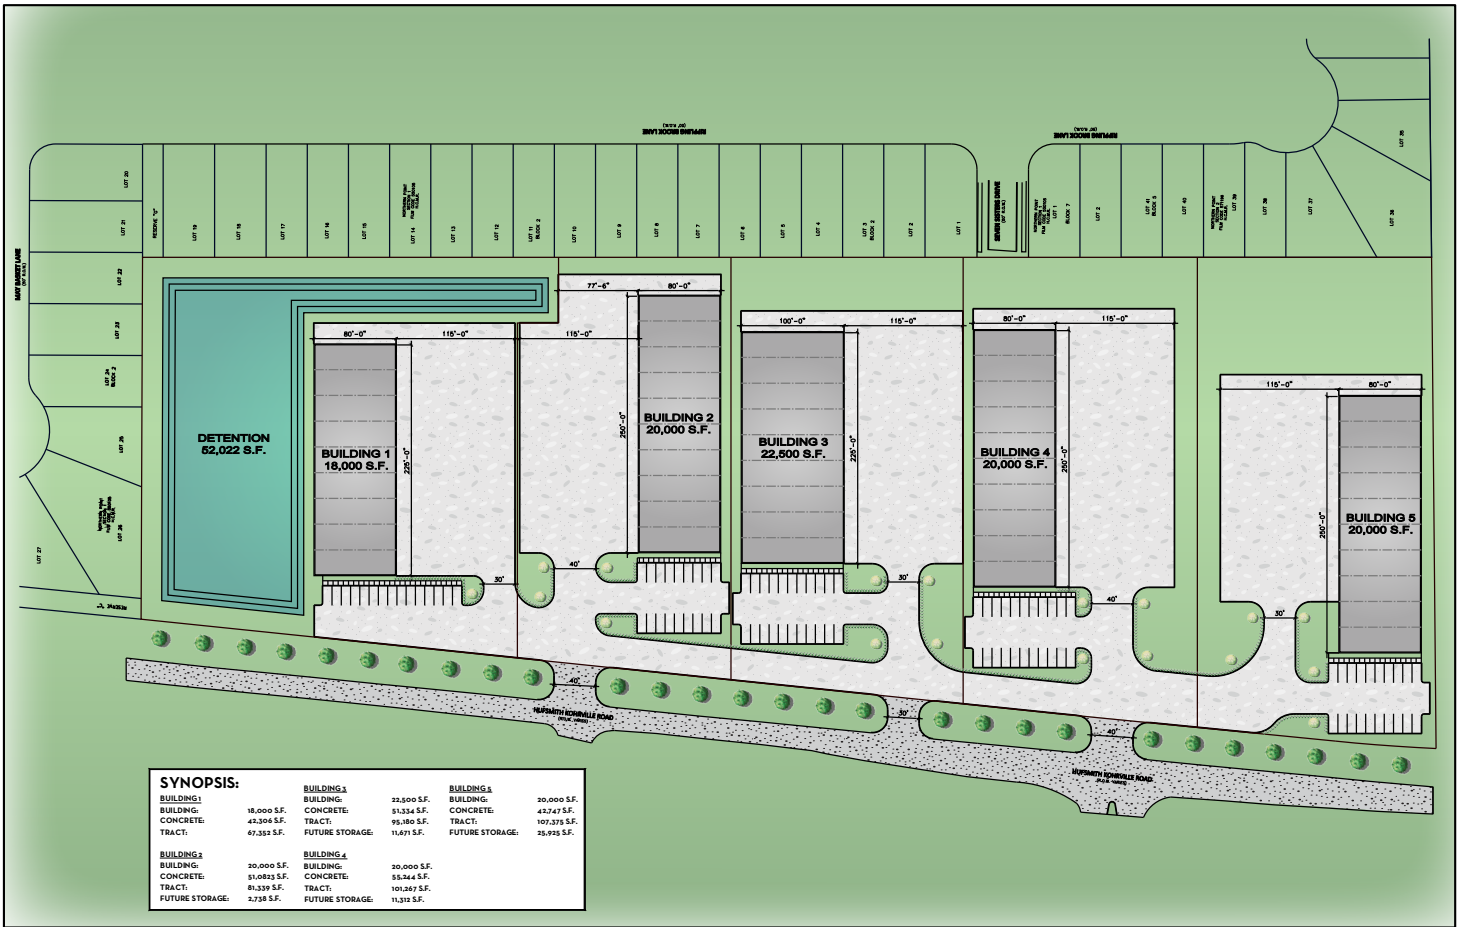 RIPPLING BROOK LANE
(50' R.O.W.)
RIPPLING BROOK LANE
(50' R.O.W.)
MAY BASKET LANE
(50' R.O.W.)
SEVEN SISTERS DRIVE
(60' R.O.W.)
LOT 20
LOT 21
LOT 22
LOT 23
LOT 24
BLOCK 2
LOT 25
LOT 26
LOT 27
LOT 19
LOT 18
LOT 17
LOT 16
LOT 15
LOT 14
LOT 13
LOT 12
LOT 11
BLOCK 2
LOT 10
LOT 9
LOT 8
LOT 7
LOT 6
LOT 5
LOT 4
LOT 3
BLOCK 2
LOT 2
LOT 1
LOT 1
BLOCK 7
LOT 2
LOT 41
BLOCK 5
LOT 40
LOT 39
LOT 38
LOT 37
LOT 36
LOT 35
77'-6"
80'-0"
80'-0"
115'-0"
115'-0"
100'-0"
115'-0"
80'-0"
115'-0"
115'-0"
80'-0"
DETENTION
52,022 S.F.
BUILDING 1
18,000 S.F.
225'-0"
BUILDING 2
20,000 S.F.
250'-0"
BUILDING 3
22,500 S.F.
225'-0"
BUILDING 4
20,000 S.F.
250'-0"
BUILDING 5
20,000 S.F.
250'-0"
30'
40'
30'
40'
30'
40'
30'
40'
HUFSMITH KOHRVILLE ROAD
(R.O.W. VARIES)
HUFSMITH KOHRVILLE ROAD
(R.O.W. VARIES)
SYNOPSIS:
BUILDING 1
BUILDING: 18,000 S.F.
CONCRETE: 42,306 S.F.
TRACT: 67,352 S.F.
BUILDING 2
BUILDING: 20,000 S.F.
CONCRETE: 51,0823 S.F.
TRACT: 81,339 S.F.
FUTURE STORAGE: 2,738 S.F.
BUILDING 3
BUILDING: 22,500 S.F.
CONCRETE: 51,334 S.F.
TRACT: 95,180 S.F.
FUTURE STORAGE: 11,671 S.F.
BUILDING 4
BUILDING: 20,000 S.F.
CONCRETE: 55,244 S.F.
TRACT: 101,267 S.F.
FUTURE STORAGE: 11,312 S.F.
BUILDING 5
BUILDING: 20,000 S.F.
CONCRETE: 42,747 S.F.
TRACT: 107,375 S.F.
FUTURE STORAGE: 25,925 S.F.